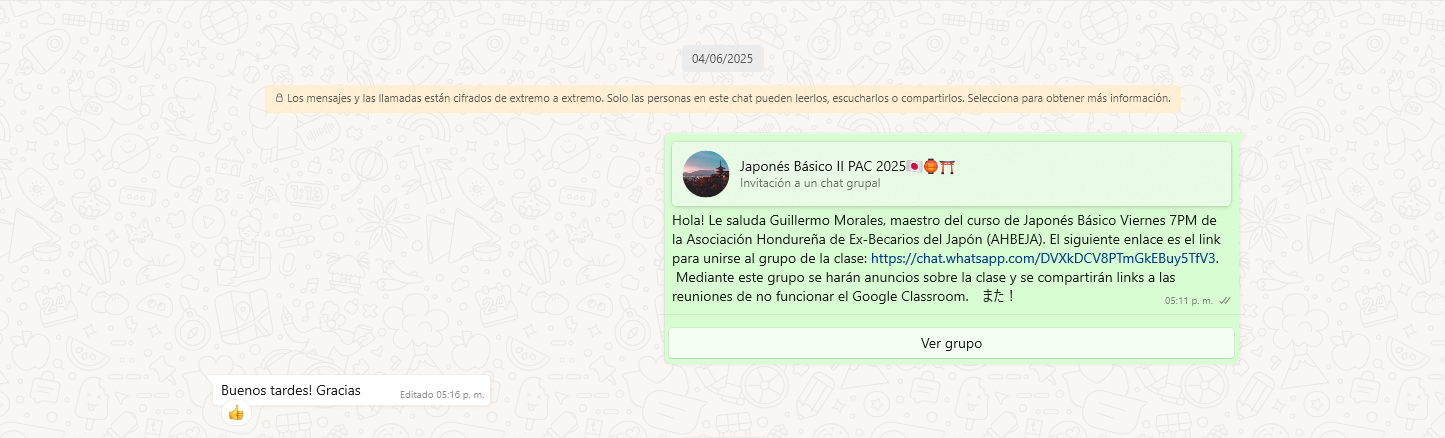 04/06/2025
Los mensajes y las llamadas están cifrados de extremo a extremo. Solo las personas en este chat pueden leerlos, escucharlos o compartirlos. Selecciona para obtener más información.
Japonés Básico II PAC 2025🇯🇵🏮⛩️
Invitación a un chat grupal
Hola! Le saluda Guillermo Morales, maestro del curso de Japonés Básico Viernes 7PM de
la Asociación Hondureña de Ex-Becarios del Japón (AHBEJA). El siguiente enlace es el link
para unirse al grupo de la clase: https://chat.whatsapp.com/DVXkDCV8PTmGkEBuy5TfV3.
Mediante este grupo se harán anuncios sobre la clase y se compartirán links a las
reuniones de no funcionar el Google Classroom.　また！
05:11 p. m.
Ver grupo
Buenos tardes! Gracias
Editado 05:16 p. m.
👍